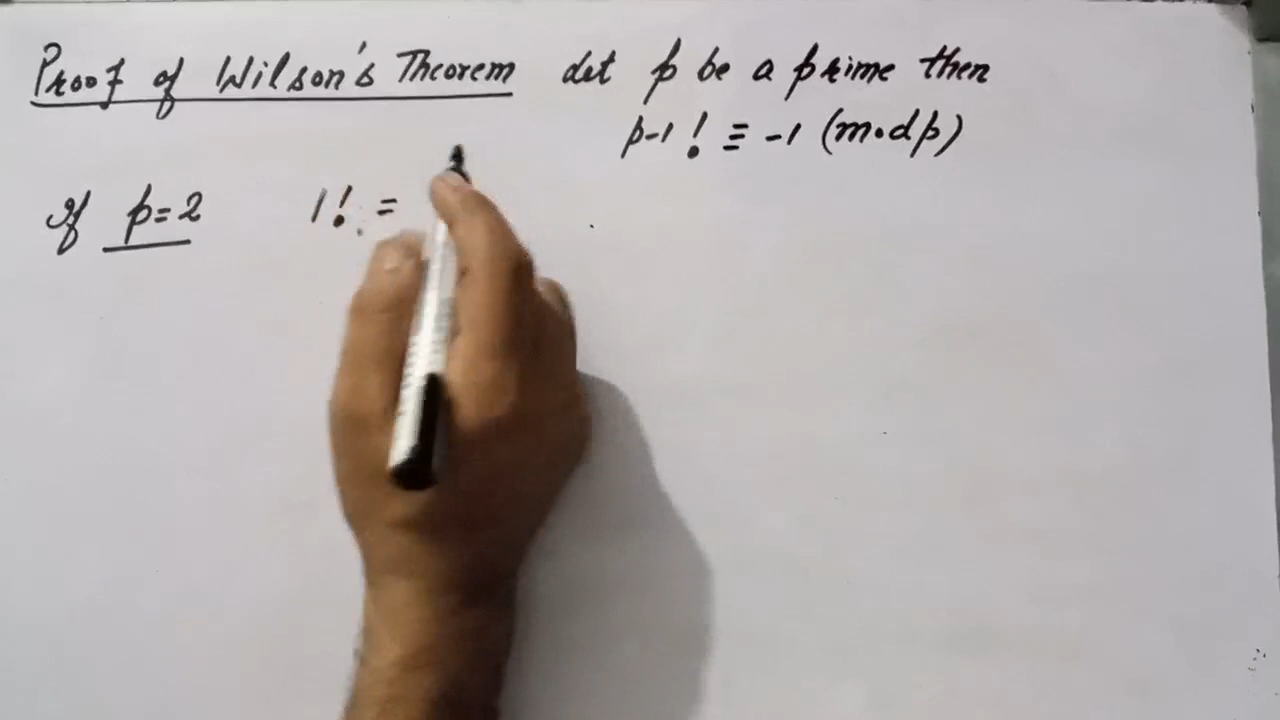 Proof of Wilson's Theorem Let p be a prime then
p-1 ! ≡ -1 (mod p)
If p=2 1! =